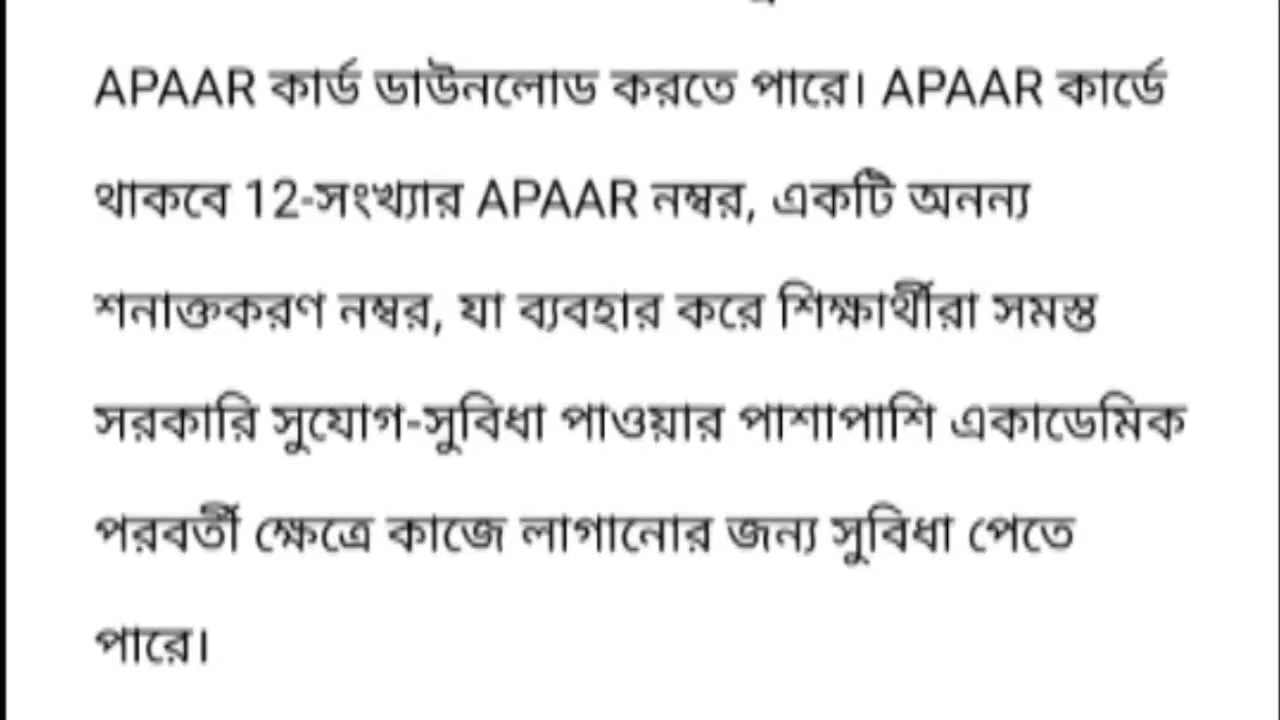 APAAR কার্ড ডাউনলোড করতে পারে। APAAR কার্ডে
থাকবে 12-সংখ্যার APAAR নম্বর, একটি অনন্য
শনাক্তকরণ নম্বর, যা ব্যবহার করে শিক্ষার্থীরা সমস্ত
সরকারি সুযোগ-সুবিধা পাওয়ার পাশাপাশি একাডেমিক
পরবর্তী ক্ষেত্রে কাজে লাগানোর জন্য সুবিধা পেতে
পারে।